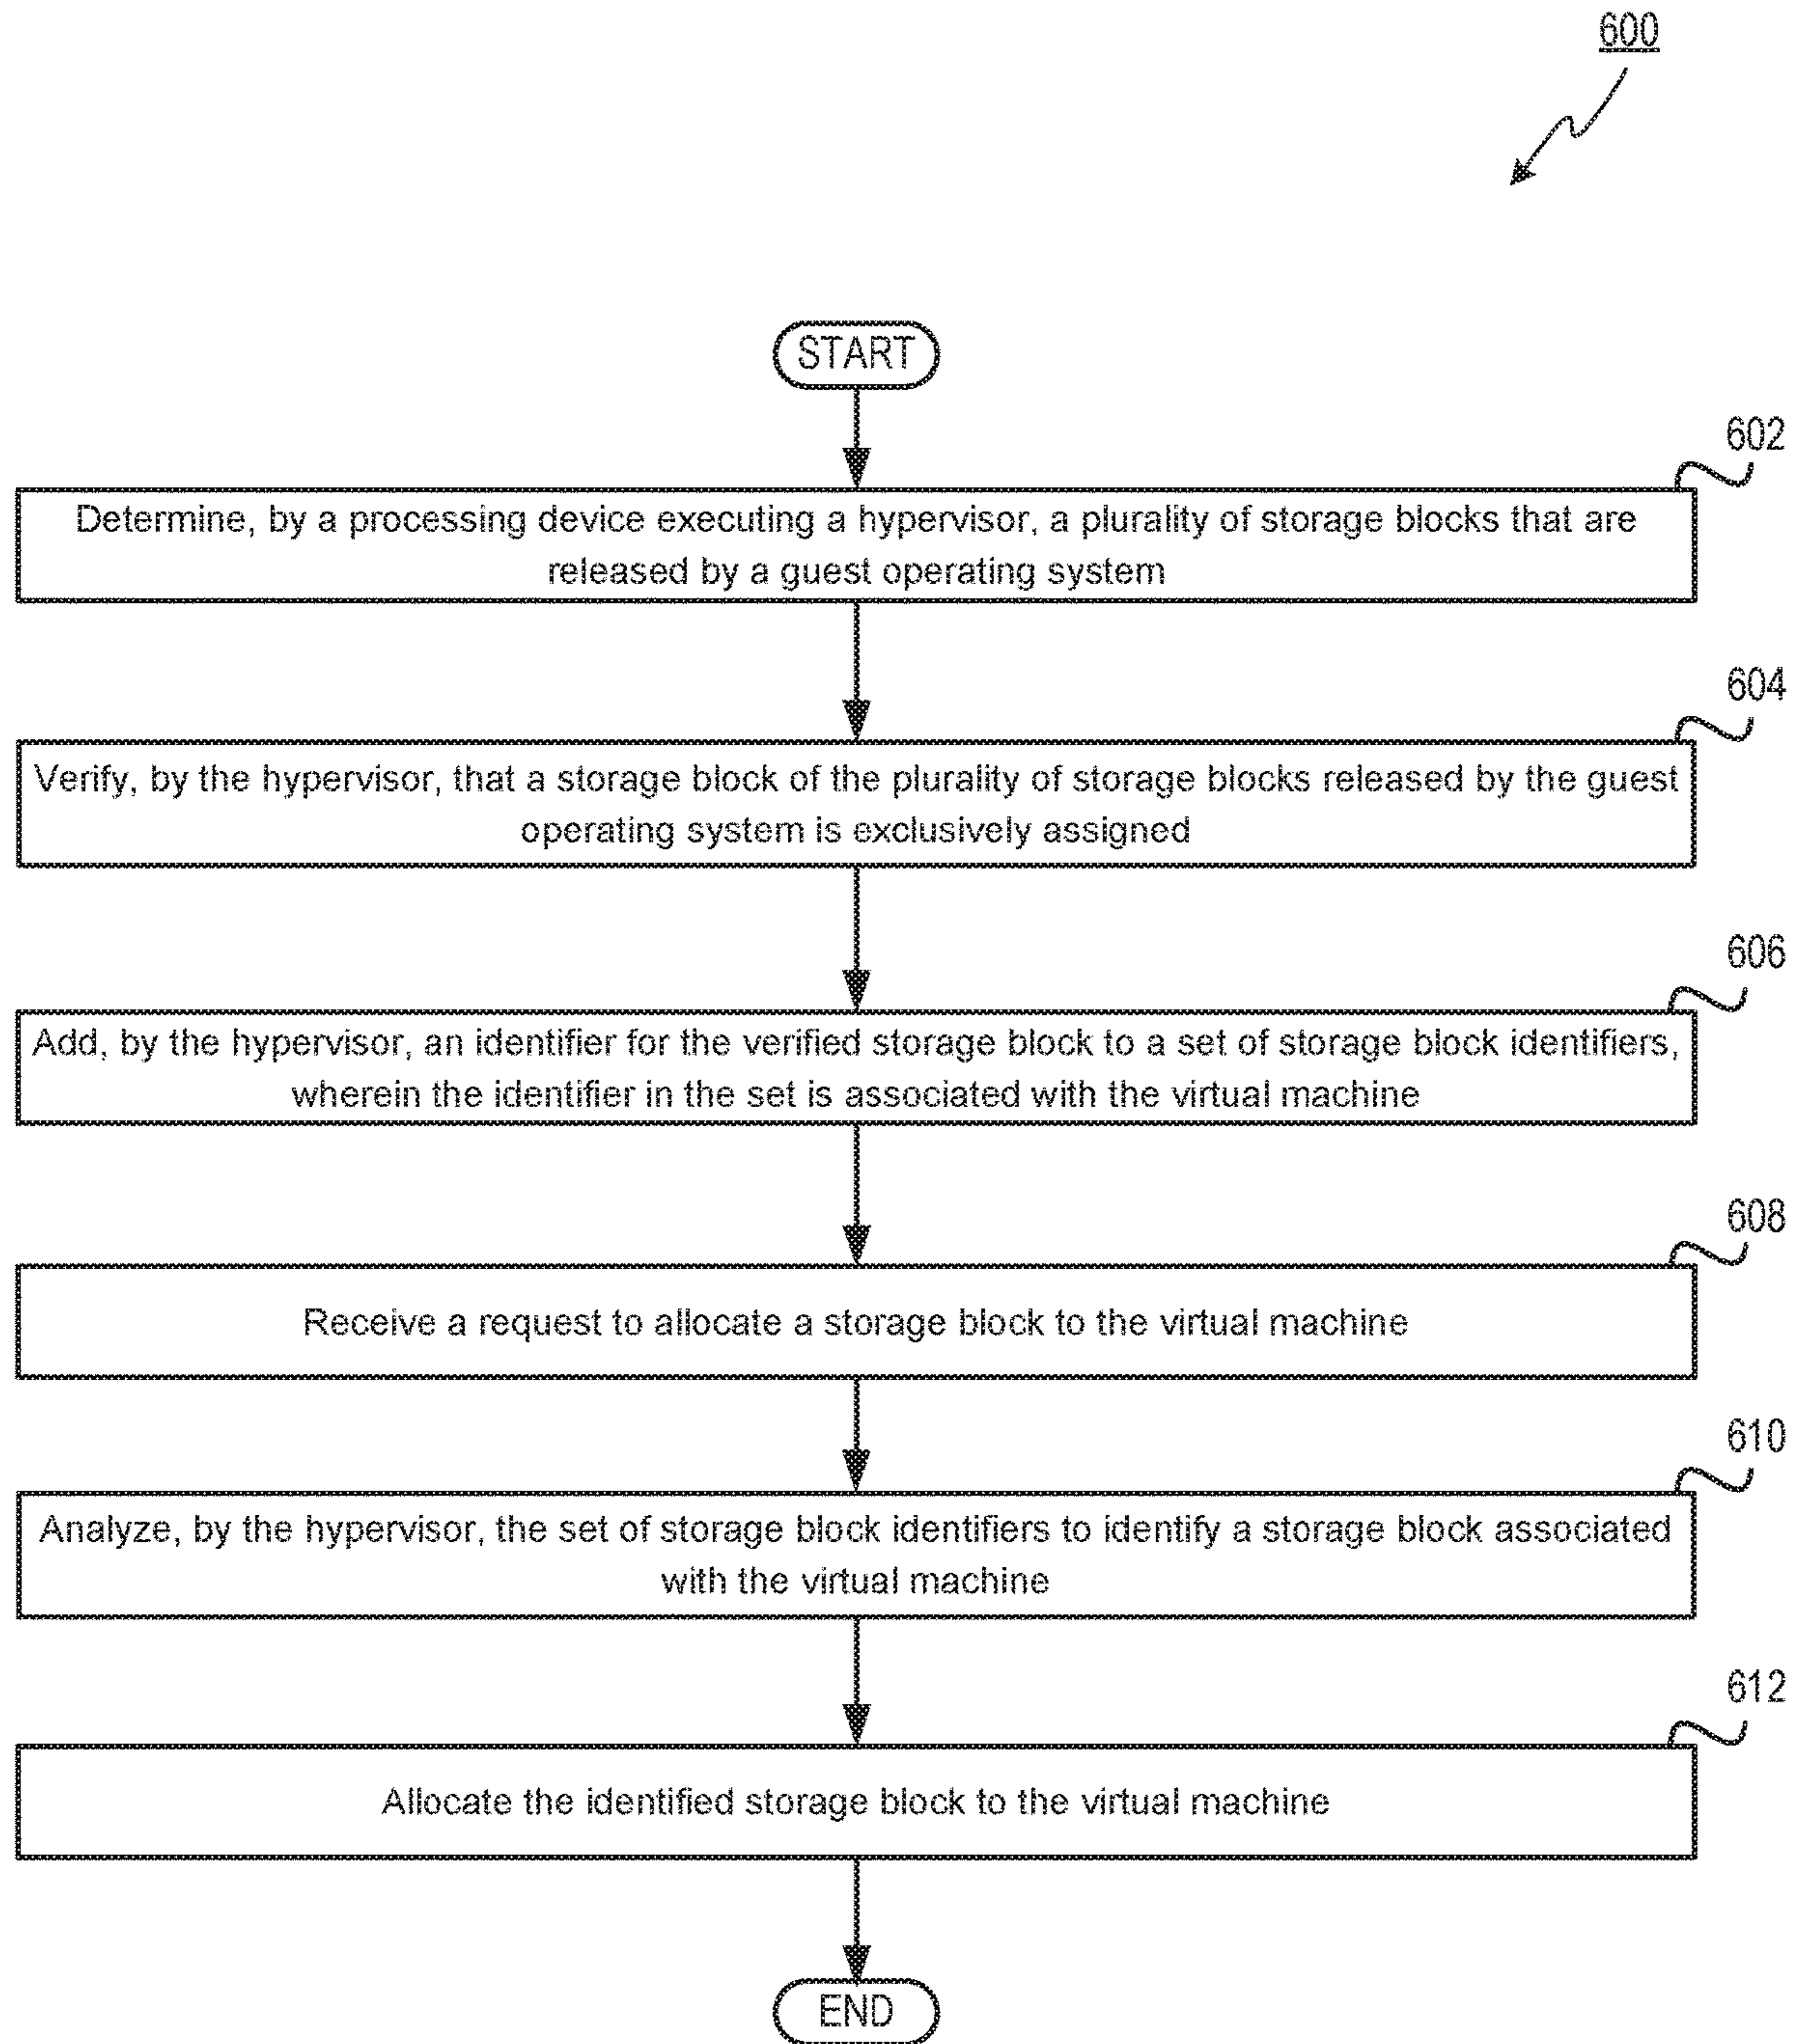 600
START
602
Determine, by a processing device executing a hypervisor, a plurality of storage blocks that are
released by a guest operating system
604
Verify, by the hypervisor, that a storage block of the plurality of storage blocks released by the guest
operating system is exclusively assigned
606
Add, by the hypervisor, an identifier for the verified storage block to a set of storage block identifiers,
wherein the identifier in the set is associated with the virtual machine
608
Receive a request to allocate a storage block to the virtual machine
610
Analyze, by the hypervisor, the set of storage block identifiers to identify a storage block associated
with the virtual machine
612
Allocate the identified storage block to the virtual machine
END